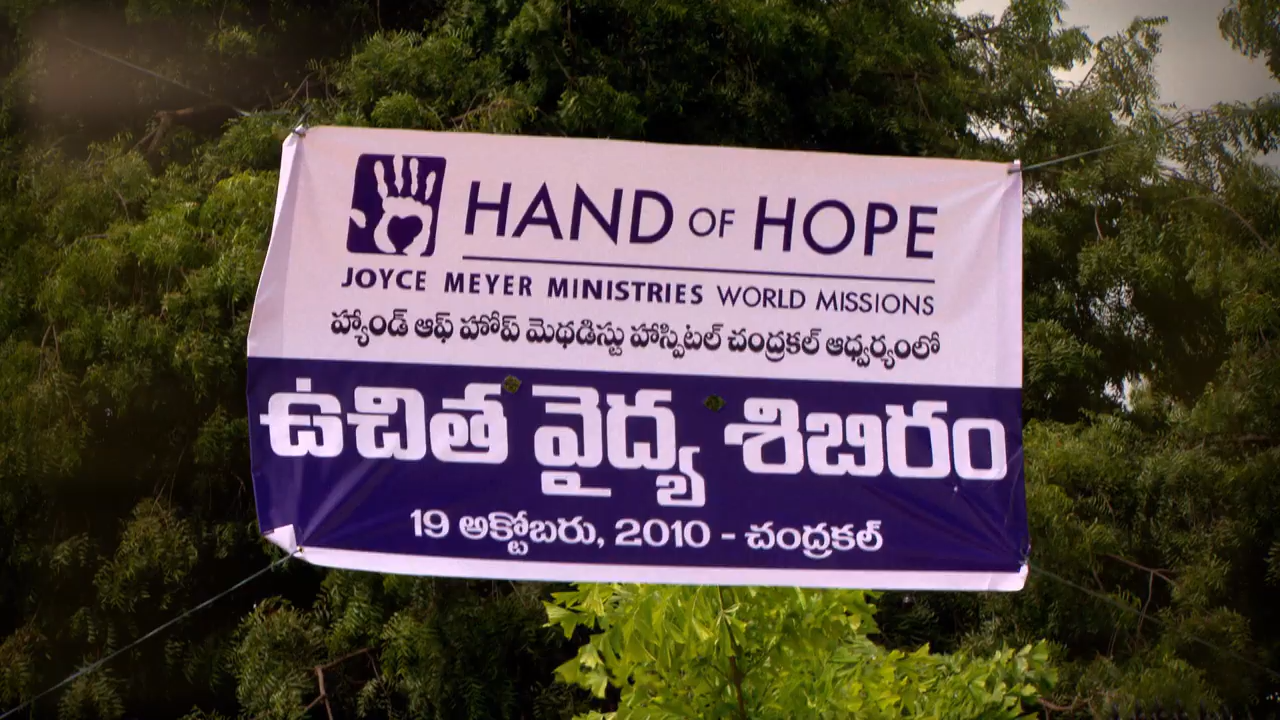 HAND OF HOPE
JOYCE MEYER MINISTRIES WORLD MISSIONS
హ్యాండ్ ఆఫ్ హోప్ మెథడిస్టు హాస్పిటల్ చంద్రకల్ ఆధ్వర్యంలో
ఉచిత వైద్య శిబిరం
19 అక్టోబరు, 2010 - చంద్రకల్